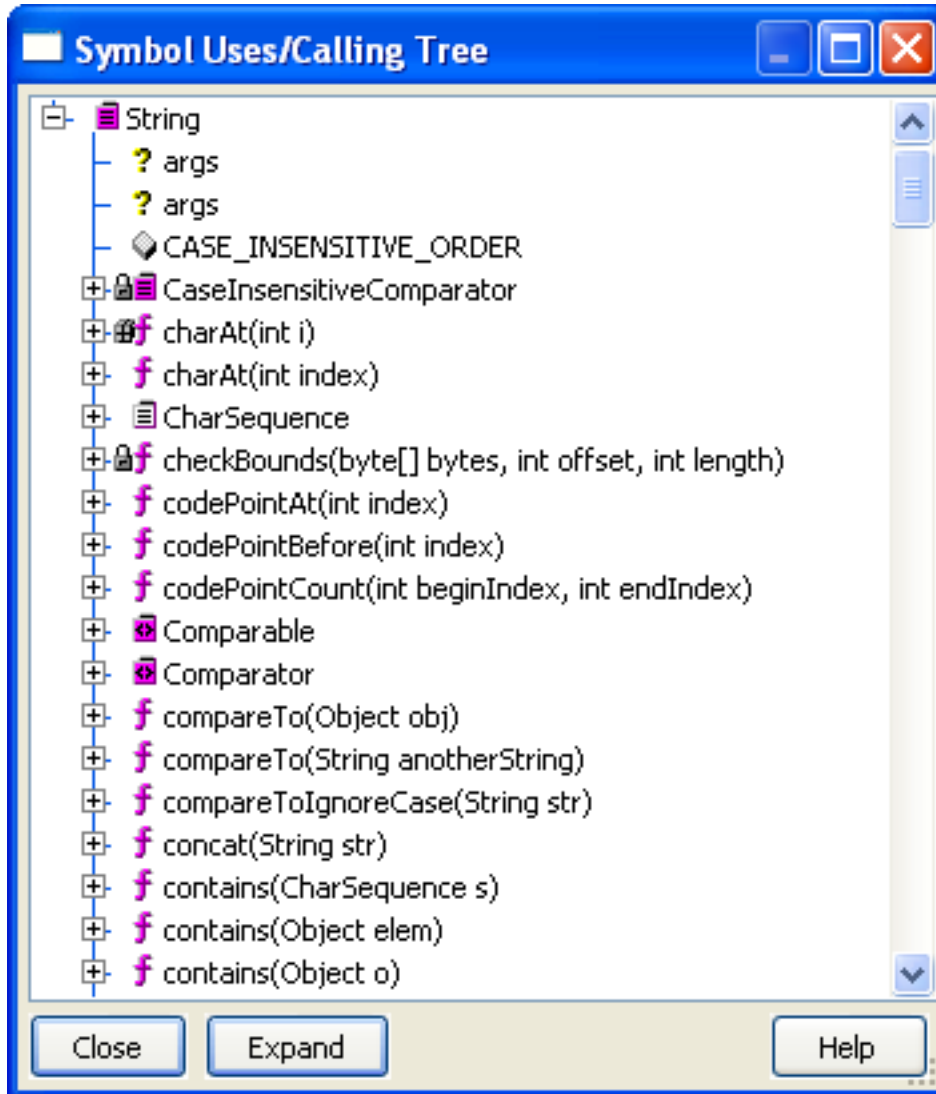 Symbol Uses/Calling Tree
String
? args
? args
CASE_INSENSITIVE_ORDER
CaseInsensitiveComparator
f charAt(int i)
f charAt(int index)
CharSequence
f checkBounds(byte[] bytes, int offset, int length)
f codePointAt(int index)
f codePointBefore(int index)
f codePointCount(int beginIndex, int endIndex)
Comparable
Comparator
f compareTo(Object obj)
f compareTo(String anotherString)
f compareToIgnoreCase(String str)
f concat(String str)
f contains(CharSequence s)
f contains(Object elem)
f contains(Object o)
Close Expand Help